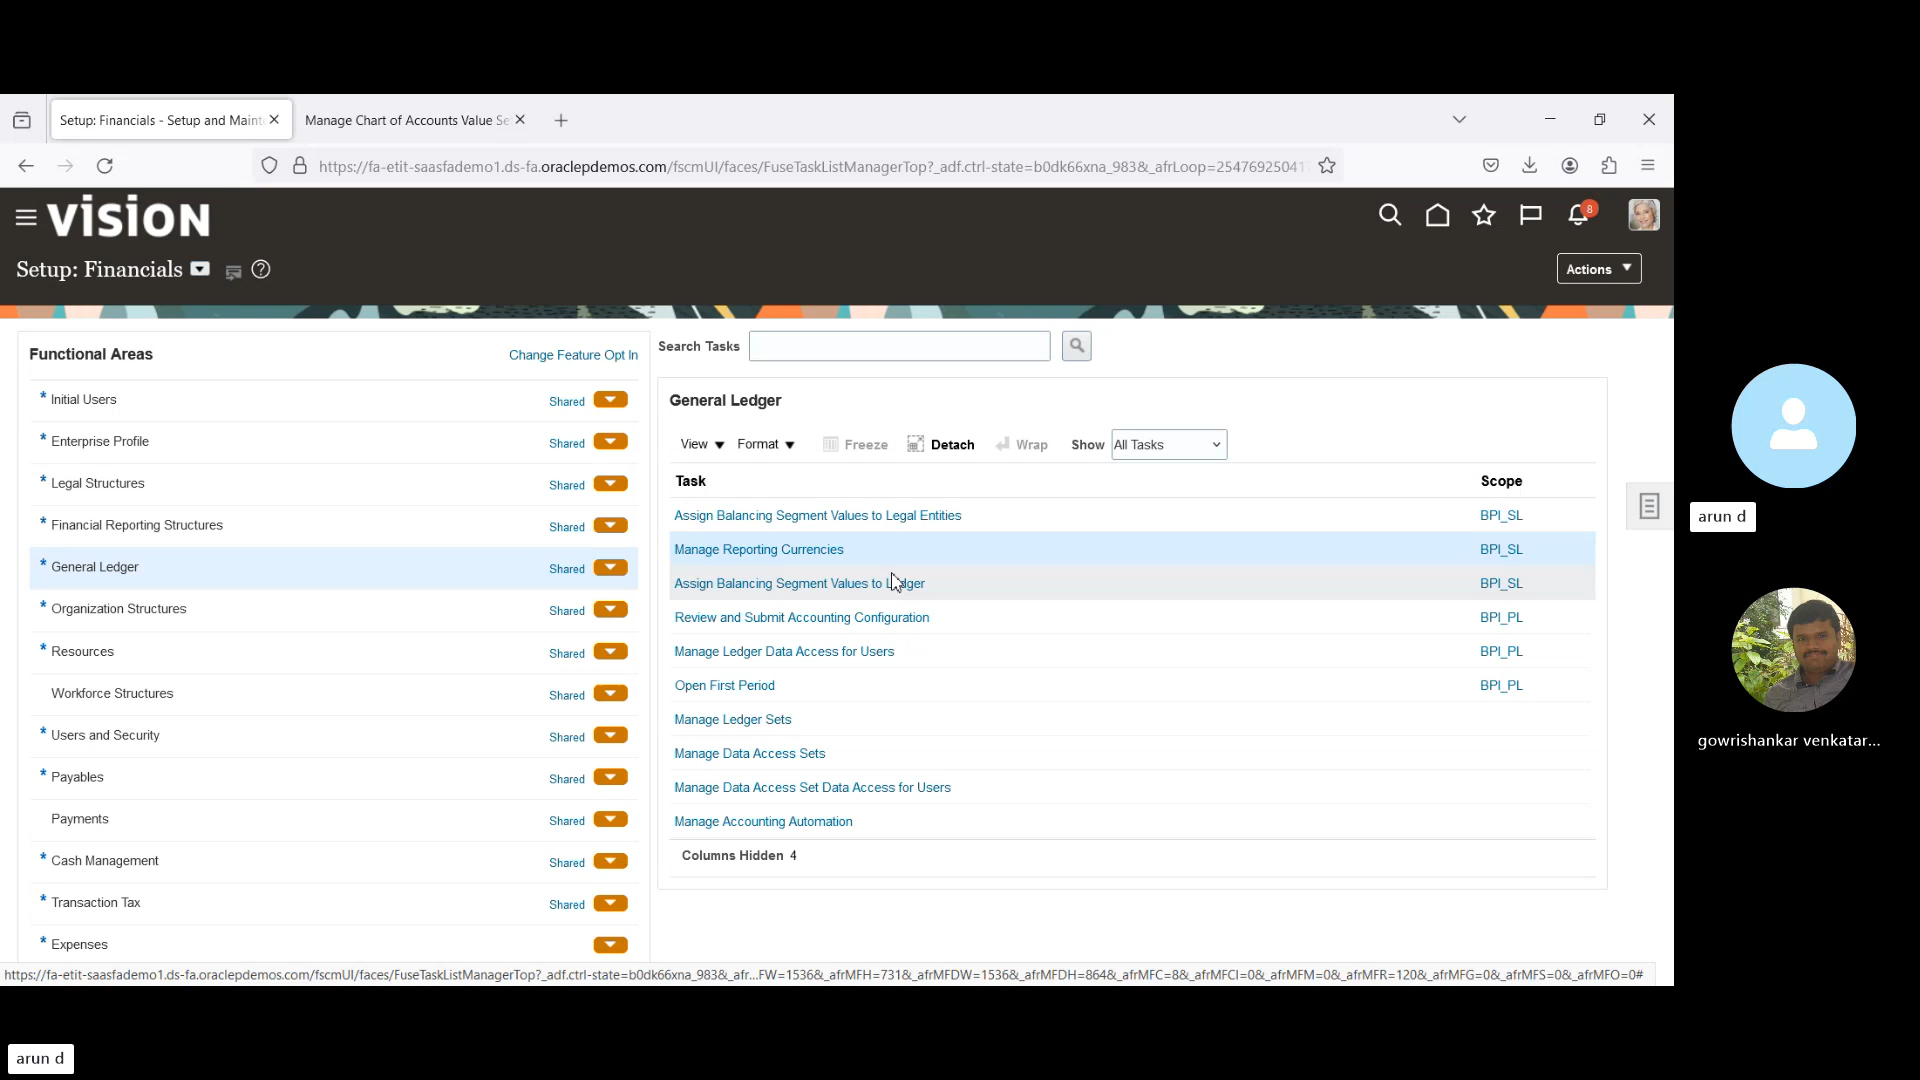 Setup: Financials - Setup and Maint
Manage Chart of Accounts Value Se
https://fa-etit-saasfademo1.ds-fa.oraclepdemos.com/fscmUI/faces/FuseTaskListManagerTop?_adf.ctrl-state=b0dk66xna_983&_afrLoop=2547692504
vision
8
Setup: Financials
Actions
Functional Areas
Change Feature Opt In
* Initial Users Shared
* Enterprise Profile Shared
* Legal Structures Shared
* Financial Reporting Structures Shared
* General Ledger Shared
* Organization Structures Shared
* Resources Shared
Workforce Structures Shared
* Users and Security Shared
* Payables Shared
Payments Shared
* Cash Management Shared
* Transaction Tax Shared
* Expenses
Search Tasks
General Ledger
View Format Freeze Detach Wrap Show All Tasks
Task Scope
Assign Balancing Segment Values to Legal Entities BPI_SL
Manage Reporting Currencies BPI_SL
Assign Balancing Segment Values to Ledger BPI_SL
Review and Submit Accounting Configuration BPI_PL
Manage Ledger Data Access for Users BPI_PL
Open First Period BPI_PL
Manage Ledger Sets
Manage Data Access Sets
Manage Data Access Set Data Access for Users
Manage Accounting Automation
Columns Hidden 4
https://fa-etit-saasfademo1.ds-fa.oraclepdemos.com/fscmUI/faces/FuseTaskListManagerTop?_adf.ctrl-state=b0dk66xna_983&_afr...FW=1536&_afrMFH=731&_afrMFDW=1536&_afrMFDH=864&_afrMFC=8&_afrMFCI=0&_afrMFM=0&_afrMFR=120&_afrMFG=0&_afrMFS=0&_afrMFO=0#
arun d
gowrishankar venkatar...
arun d